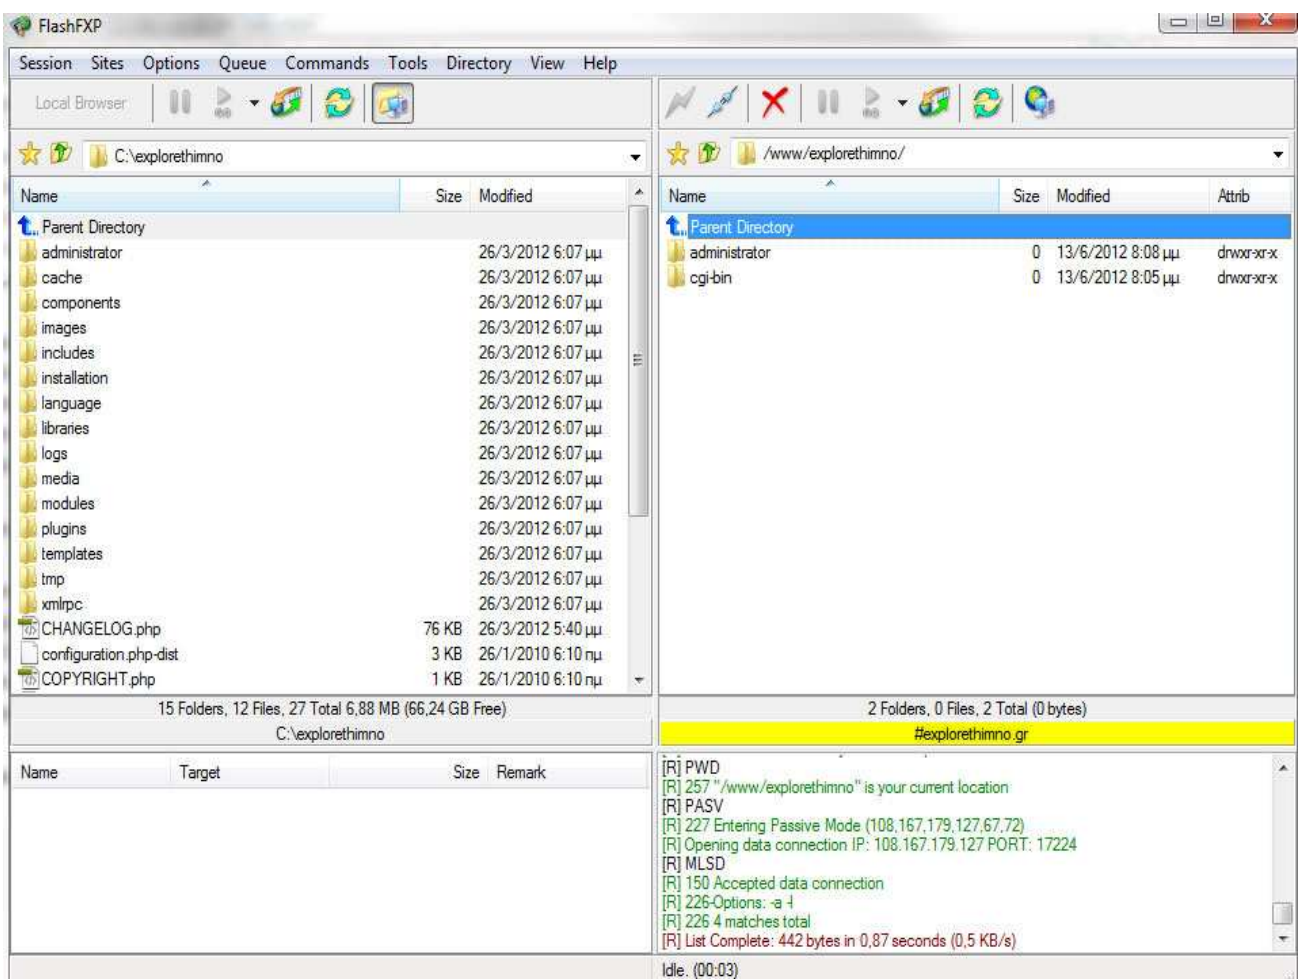 FlashFXP
Session Sites Options Queue Commands Tools Directory View Help
Local Browser
C:\explorethimno
Name Size Modified
Parent Directory
administrator 26/3/2012 6:07 μμ
cache 26/3/2012 6:07 μμ
components 26/3/2012 6:07 μμ
images 26/3/2012 6:07 μμ
includes 26/3/2012 6:07 μμ
installation 26/3/2012 6:07 μμ
language 26/3/2012 6:07 μμ
libraries 26/3/2012 6:07 μμ
logs 26/3/2012 6:07 μμ
media 26/3/2012 6:07 μμ
modules 26/3/2012 6:07 μμ
plugins 26/3/2012 6:07 μμ
templates 26/3/2012 6:07 μμ
tmp 26/3/2012 6:07 μμ
xmlrpc 26/3/2012 6:07 μμ
CHANGELOG.php 76 KB 26/3/2012 5:40 μμ
configuration.php-dist 3 KB 26/1/2010 6:10 πμ
COPYRIGHT.php 1 KB 26/1/2010 6:10 πμ
15 Folders, 12 Files, 27 Total 6,88 MB (66,24 GB Free)
C:\explorethimno
Name Target Size Remark
/www/explorethimno/
Name Size Modified Attrib
Parent Directory
administrator 0 13/6/2012 8:08 μμ drwxr-xr-x
cgi-bin 0 13/6/2012 8:05 μμ drwxr-xr-x
2 Folders, 0 Files, 2 Total (0 bytes)
#explorethimno.gr
[R] PWD
[R] 257 "/www/explorethimno" is your current location
[R] PASV
[R] 227 Entering Passive Mode (108,167,179,127,67,72)
[R] Opening data connection IP: 108.167.179.127 PORT: 17224
[R] MLSD
[R] 150 Accepted data connection
[R] 226-Options: -a -l
[R] 226 4 matches total
[R] List Complete: 442 bytes in 0,87 seconds (0,5 KB/s)
Idle. (00:03)